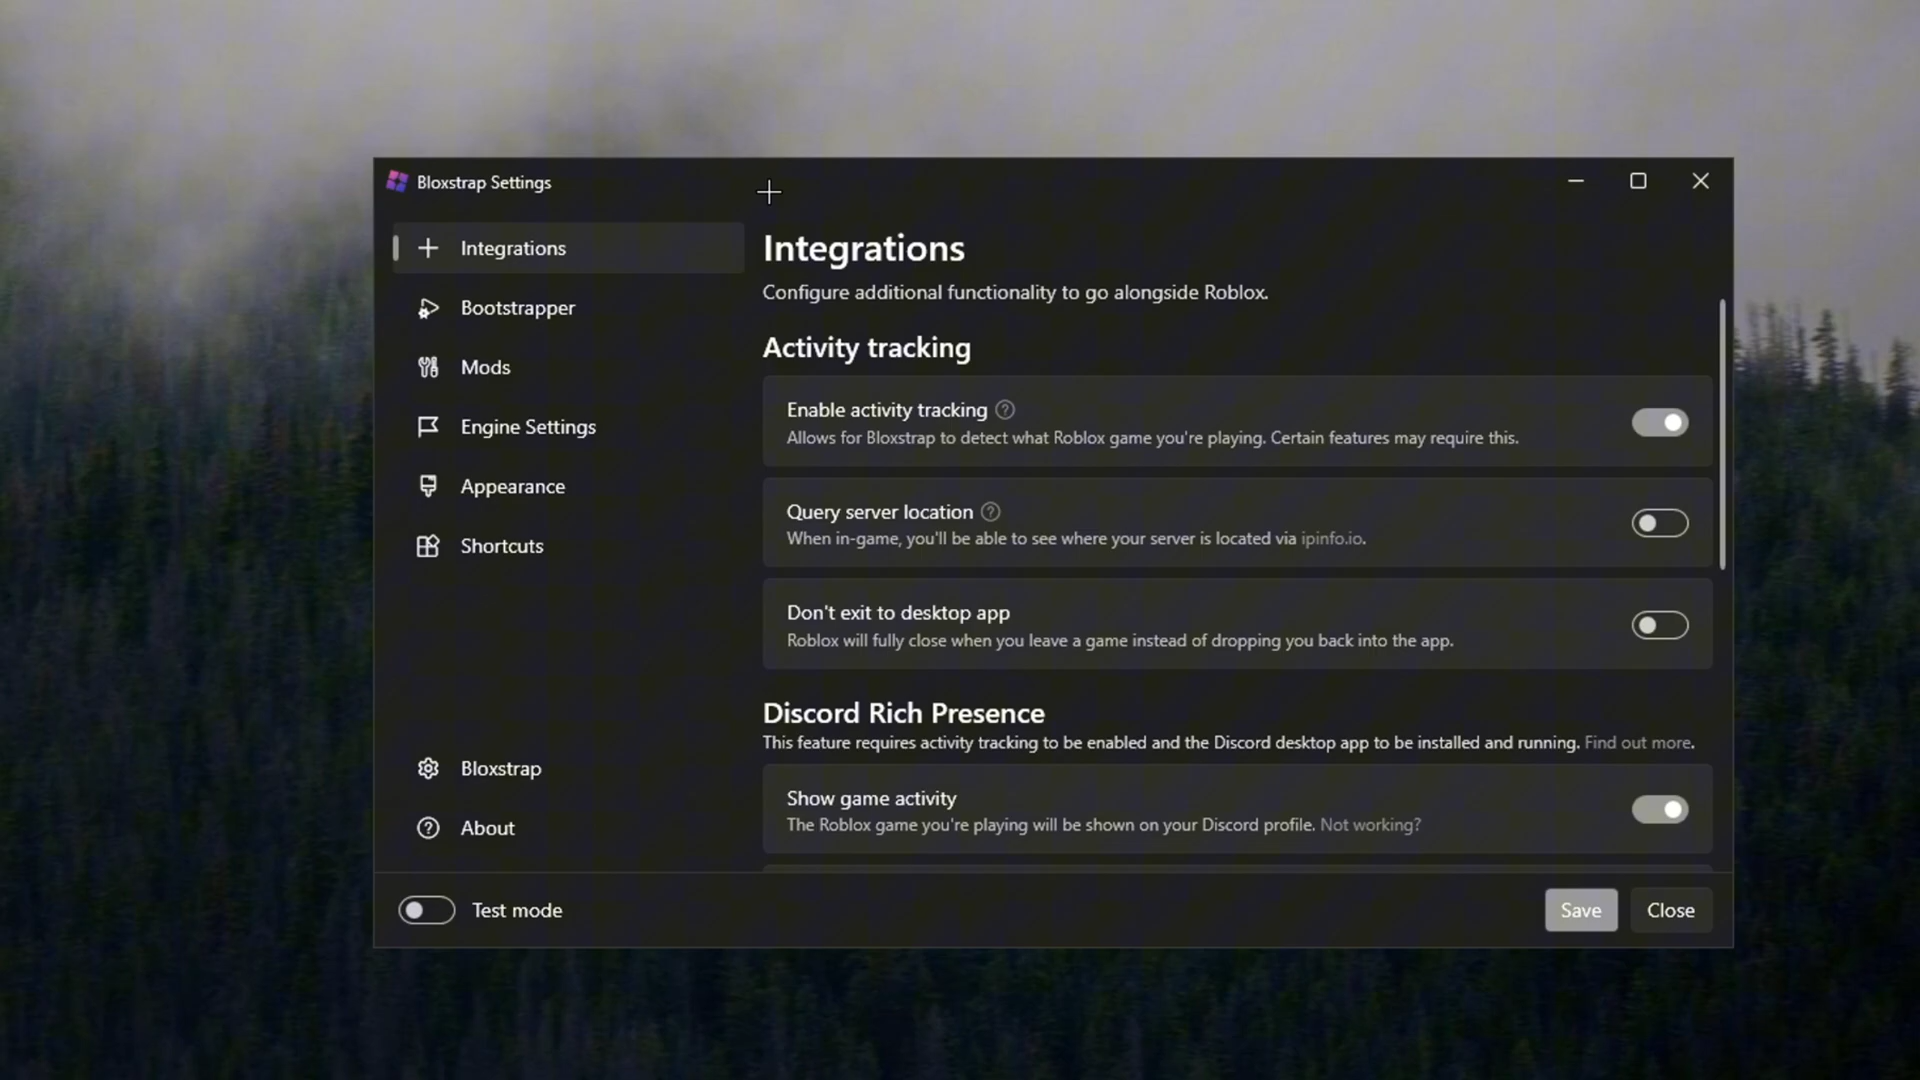 Bloxstrap Settings
Integrations
Bootstrapper
Mods
Engine Settings
Appearance
Shortcuts
Bloxstrap
About
Test mode
Integrations
Configure additional functionality to go alongside Roblox.
Activity tracking
Enable activity tracking
Allows for Bloxstrap to detect what Roblox game you're playing. Certain features may require this.
Query server location
When in-game, you'll be able to see where your server is located via ipinfo.io.
Don't exit to desktop app
Roblox will fully close when you leave a game instead of dropping you back into the app.
Discord Rich Presence
This feature requires activity tracking to be enabled and the Discord desktop app to be installed and running. Find out more.
Show game activity
The Roblox game you're playing will be shown on your Discord profile. Not working?
Save
Close